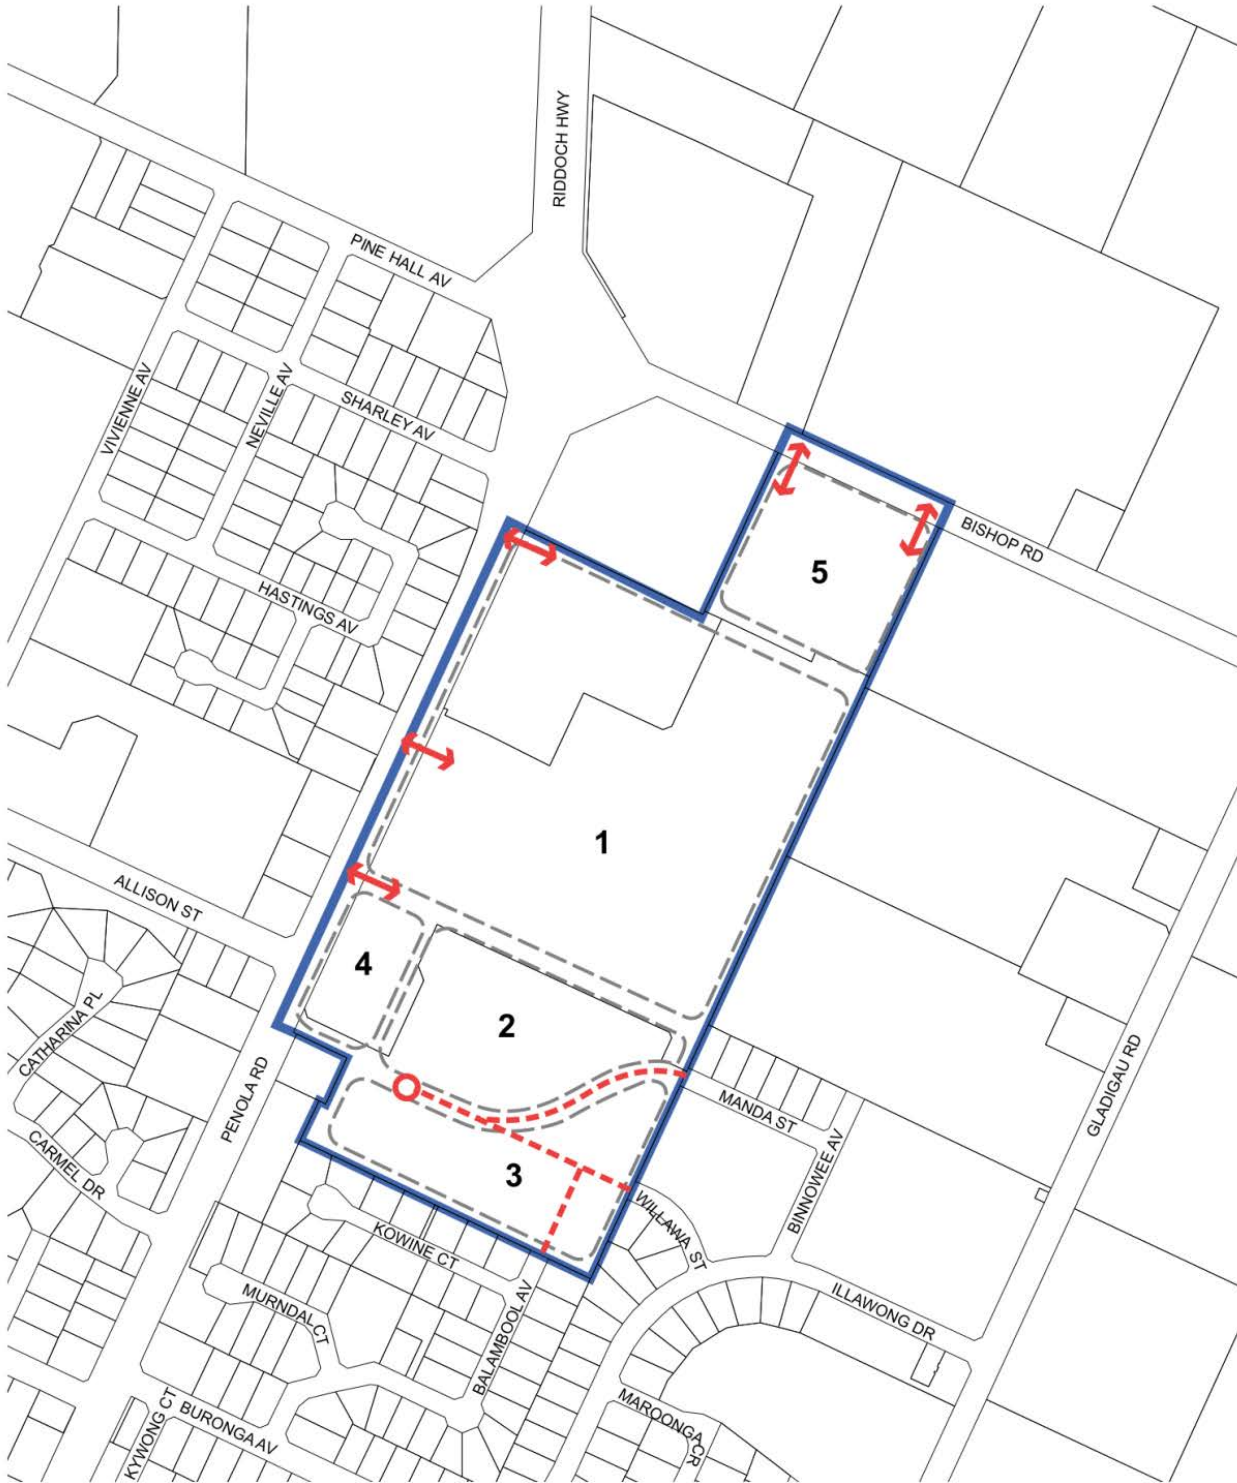 RIDDOCH HWY
PINE HALL AV
VIVIENNE AV
NEVILLE AV
SHARLEY AV
BISHOP RD
5
HASTINGS AV
1
ALLISON ST
4
2
CATHARINA PL
PENOLA RD
MANDA ST
GLADIGAU RD
CARMEL DR
3
BINNOWEE AV
WILLAWA ST
KOWINE CT
MURNDAL CT
ILLAWONG DR
BALAMBOOL AV
KYWONG CT
BURONGA AV
MAROONGA CR